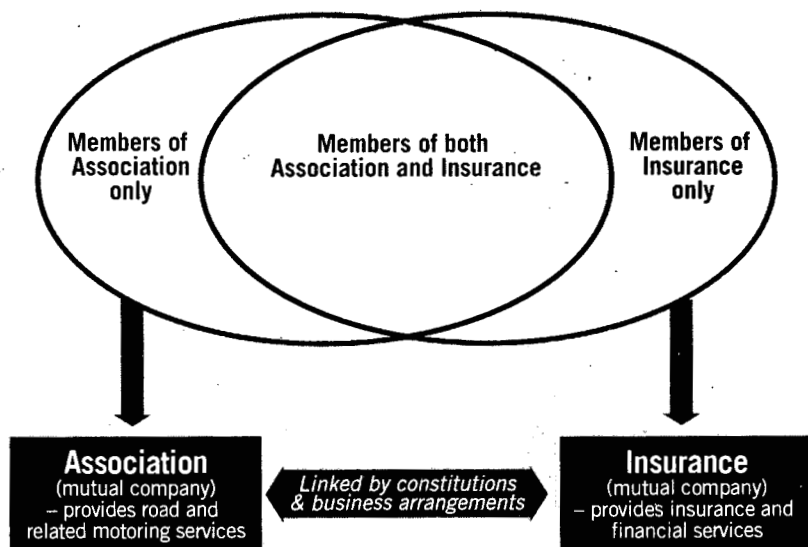 Members of
Association
only
Members of both
Association and Insurance
Members of
Insurance
only
Association
(mutual company)
– provides road and
related motoring services
Linked by constitutions
& business arrangements
Insurance
(mutual company)
– provides insurance and
financial services